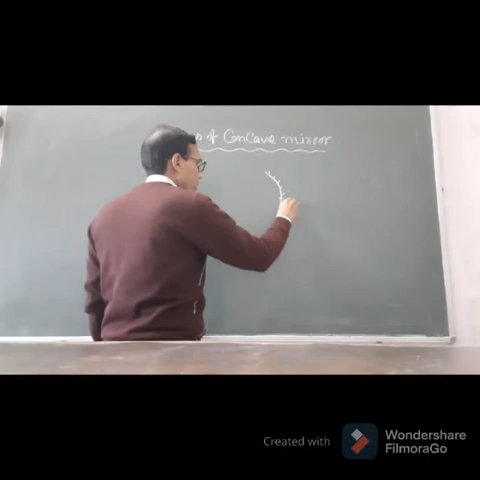 of Concave mirror
Created with
Wondershare
FilmoraGo